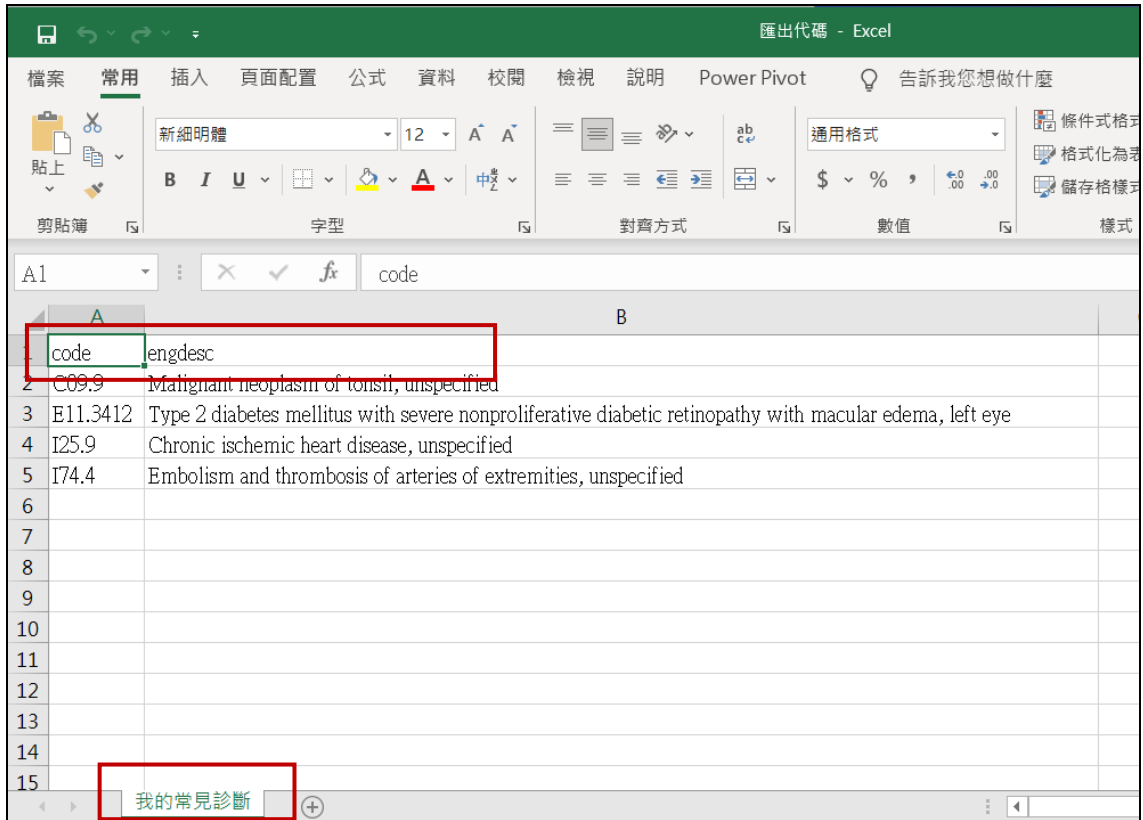 匯出代碼 - Excel
檔案 常用 插入 頁面配置 公式 資料 校閱 檢視 說明 Power Pivot 告訴我您想做什麼
新細明體 12 A A ab c 通用格式 條件式格式
貼上 格式化為表
B I U A 中 $ % , .0 .00 .00 .0 儲存格樣式
剪貼簿 字型 對齊方式 數值 樣式
A1 fx code
A B
1 code engdesc
2 C09.9 Malignant neoplasm of tonsil, unspecified
3 E11.3412 Type 2 diabetes mellitus with severe nonproliferative diabetic retinopathy with macular edema, left eye
4 I25.9 Chronic ischemic heart disease, unspecified
5 I74.4 Embolism and thrombosis of arteries of extremities, unspecified
6
7
8
9
10
11
12
13
14
15
我的常見診斷